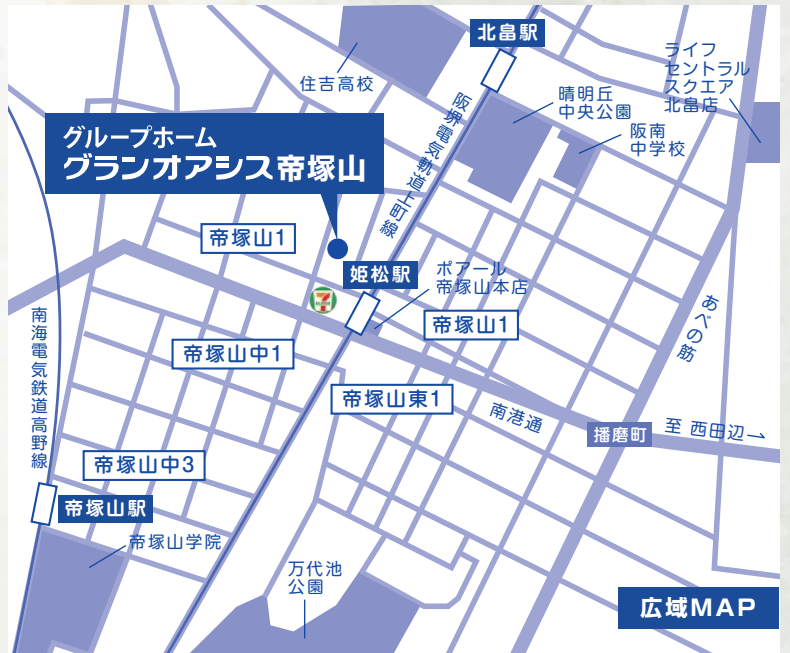 北畠駅
住吉高校
ライフ
セントラル
スクエア
北畠店
晴明丘
中央公園
阪南
中学校
グループホーム
グランオアシス帝塚山
阪堺電気軌道上町線
帝塚山1
姫松駅
ポアール
帝塚山本店
帝塚山1
あべの筋
南海電気鉄道高野線
帝塚山中1
帝塚山東1
南港通
播磨町
至 西田辺→
帝塚山中3
帝塚山駅
帝塚山学院
万代池
公園
広域MAP